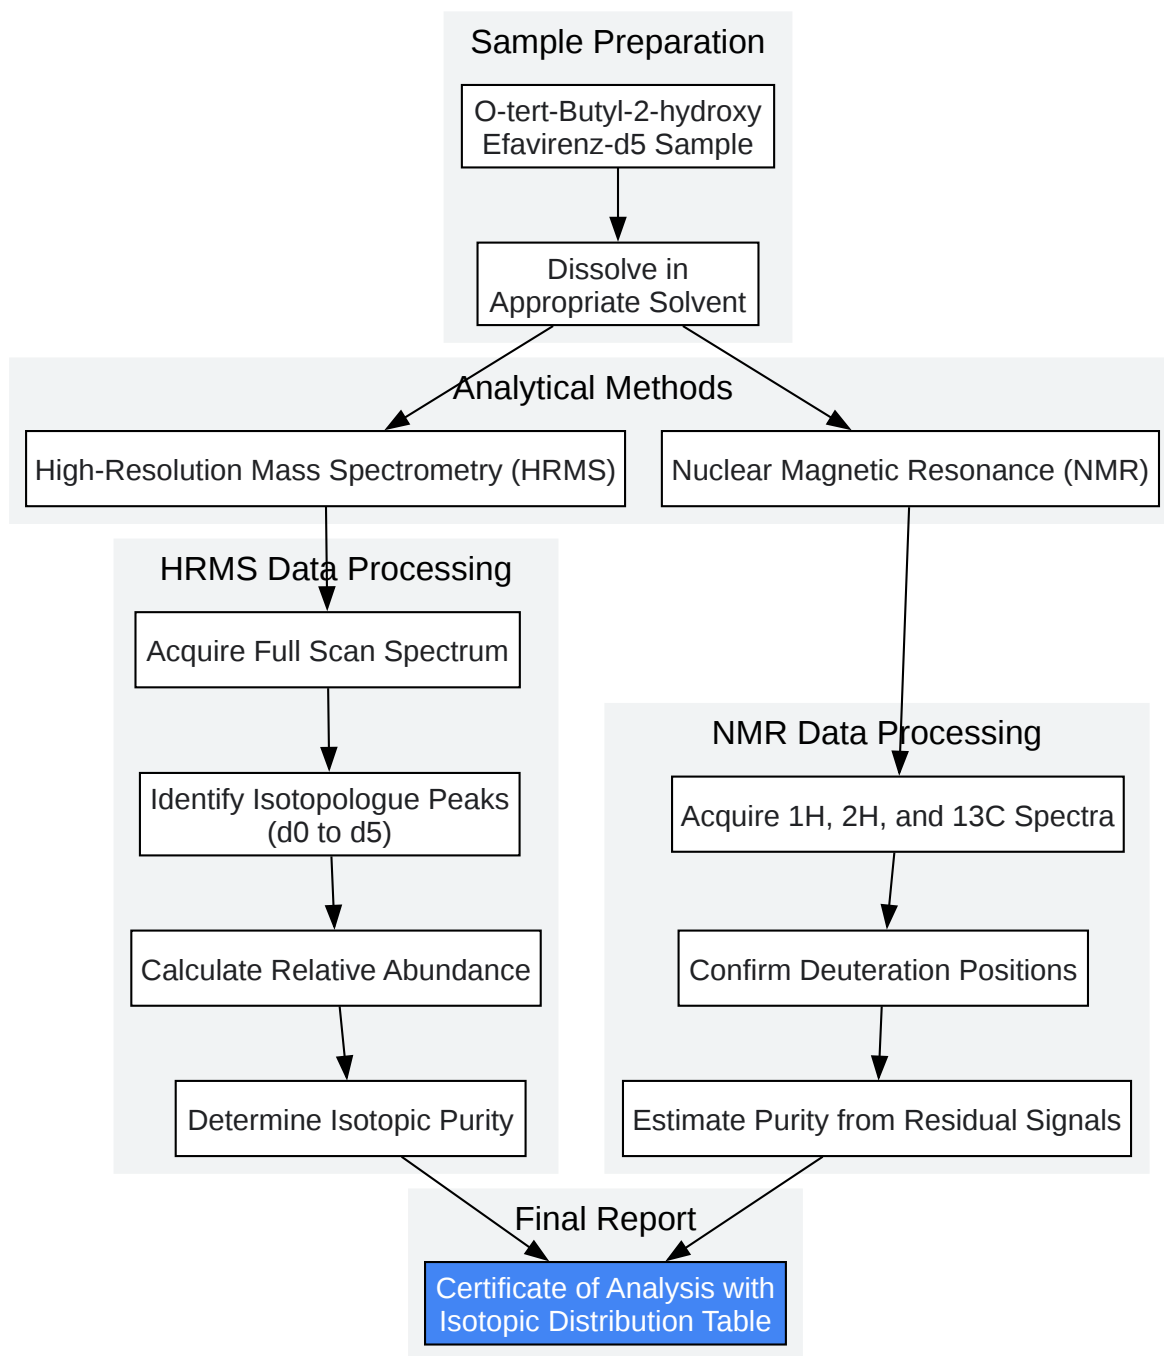 Sample Preparation
O-tert-Butyl-2-hydroxy
Efavirenz-d5 Sample
Dissolve in
Appropriate Solvent
Analytical Methods
High-Resolution Mass Spectrometry (HRMS)
Nuclear Magnetic Resonance (NMR)
HRMS Data Processing
Acquire Full Scan Spectrum
Identify Isotopologue Peaks
(d0 to d5)
Calculate Relative Abundance
Determine Isotopic Purity
NMR Data Processing
Acquire 1H, 2H, and 13C Spectra
Confirm Deuteration Positions
Estimate Purity from Residual Signals
Final Report
Certificate of Analysis with
Isotopic Distribution Table